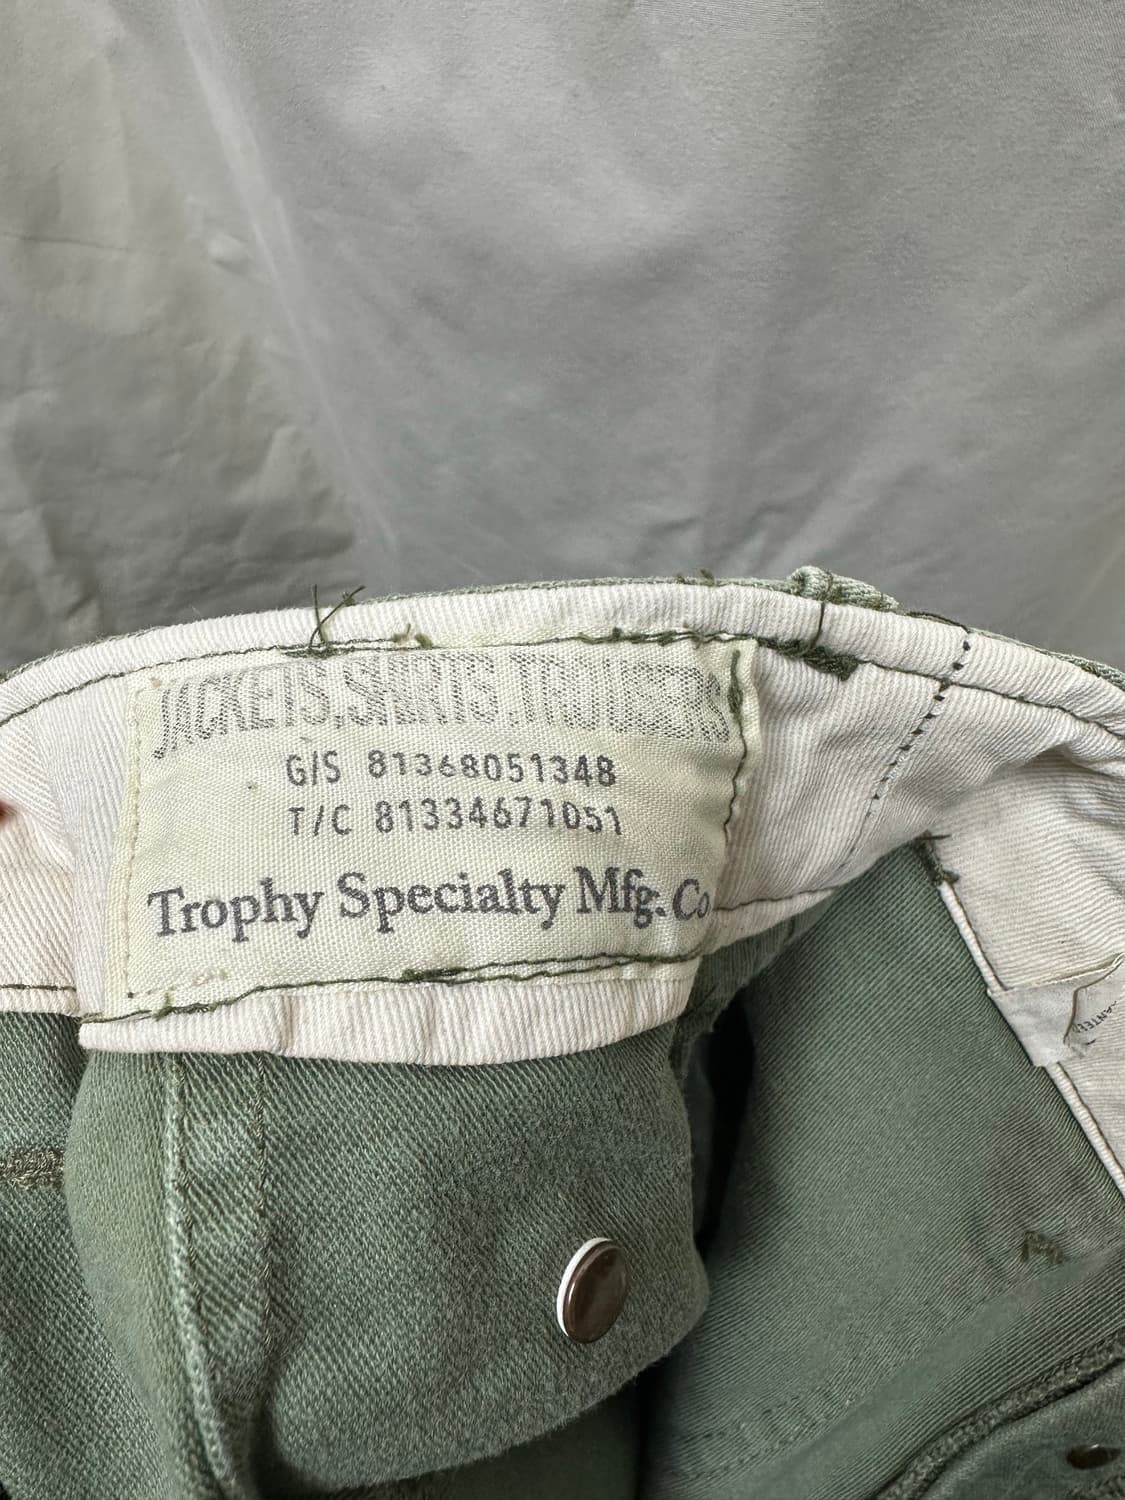 JACKETS, SHIRTS, TROUSERS
G/S 81368051348
T/C 81334671051
Trophy Specialty Mfg. Co